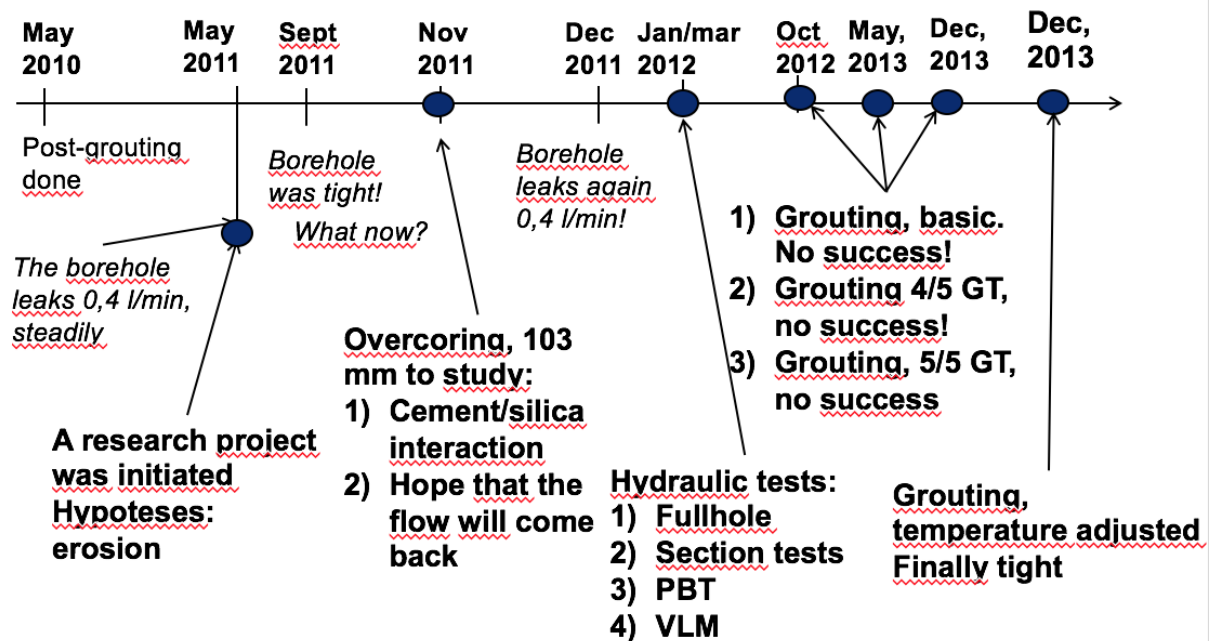 May
2010
May
2011
Sept
2011
Nov
2011
Dec
2011
Jan/mar
2012
Oct
2012
May,
2013
Dec,
2013
Dec,
2013
Post-grouting
done
The borehole
leaks 0,4 l/min,
steadily
A research project
was initiated
Hypoteses:
erosion
Borehole
was tight!
What now?
Overcoring, 103
mm to study:
1) Cement/silica
interaction
2) Hope that the
flow will come
back
Borehole
leaks again
0,4 l/min!
Hydraulic tests:
1) Fullhole
2) Section tests
3) PBT
4) VLM
1) Grouting, basic.
No success!
2) Grouting 4/5 GT,
no success!
3) Grouting, 5/5 GT,
no success
Grouting,
temperature adjusted
Finally tight